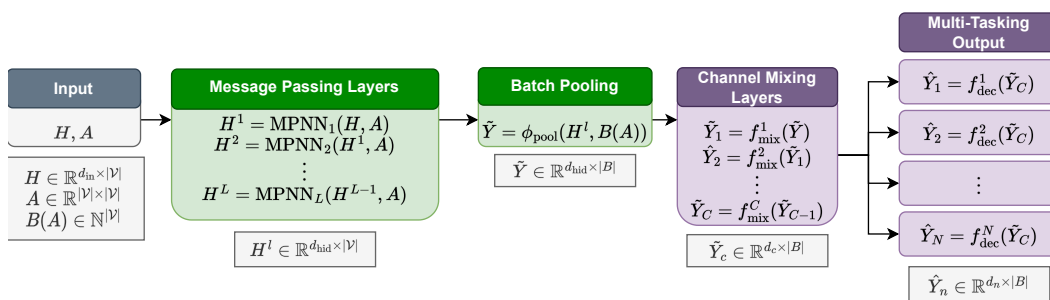 Input
H, A
H ∈ ℝ^{d_in×|𝒱|}
A ∈ ℝ^{|𝒱|×|𝒱|}
B(A) ∈ ℕ^{|𝒱|}
Message Passing Layers
H^1 = MPNN_1(H, A)
H^2 = MPNN_2(H^1, A)
⋮
H^L = MPNN_L(H^{L-1}, A)
H^l ∈ ℝ^{d_hid×|𝒱|}
Batch Pooling
Ỹ = ϕ_pool(H^l, B(A))
Ỹ ∈ ℝ^{d_hid×|B|}
Channel Mixing
Layers
Ỹ_1 = f^1_mix(Ỹ)
Ŷ_2 = f^2_mix(Ỹ_1)
⋮
Ỹ_C = f^C_mix(Ỹ_{C-1})
Ỹ_c ∈ ℝ^{d_c×|B|}
Multi-Tasking
Output
Ŷ_1 = f^1_dec(Ỹ_C)
Ŷ_2 = f^2_dec(Ỹ_C)
⋮
Ŷ_N = f^N_dec(Ỹ_C)
Ŷ_n ∈ ℝ^{d_n×|B|}